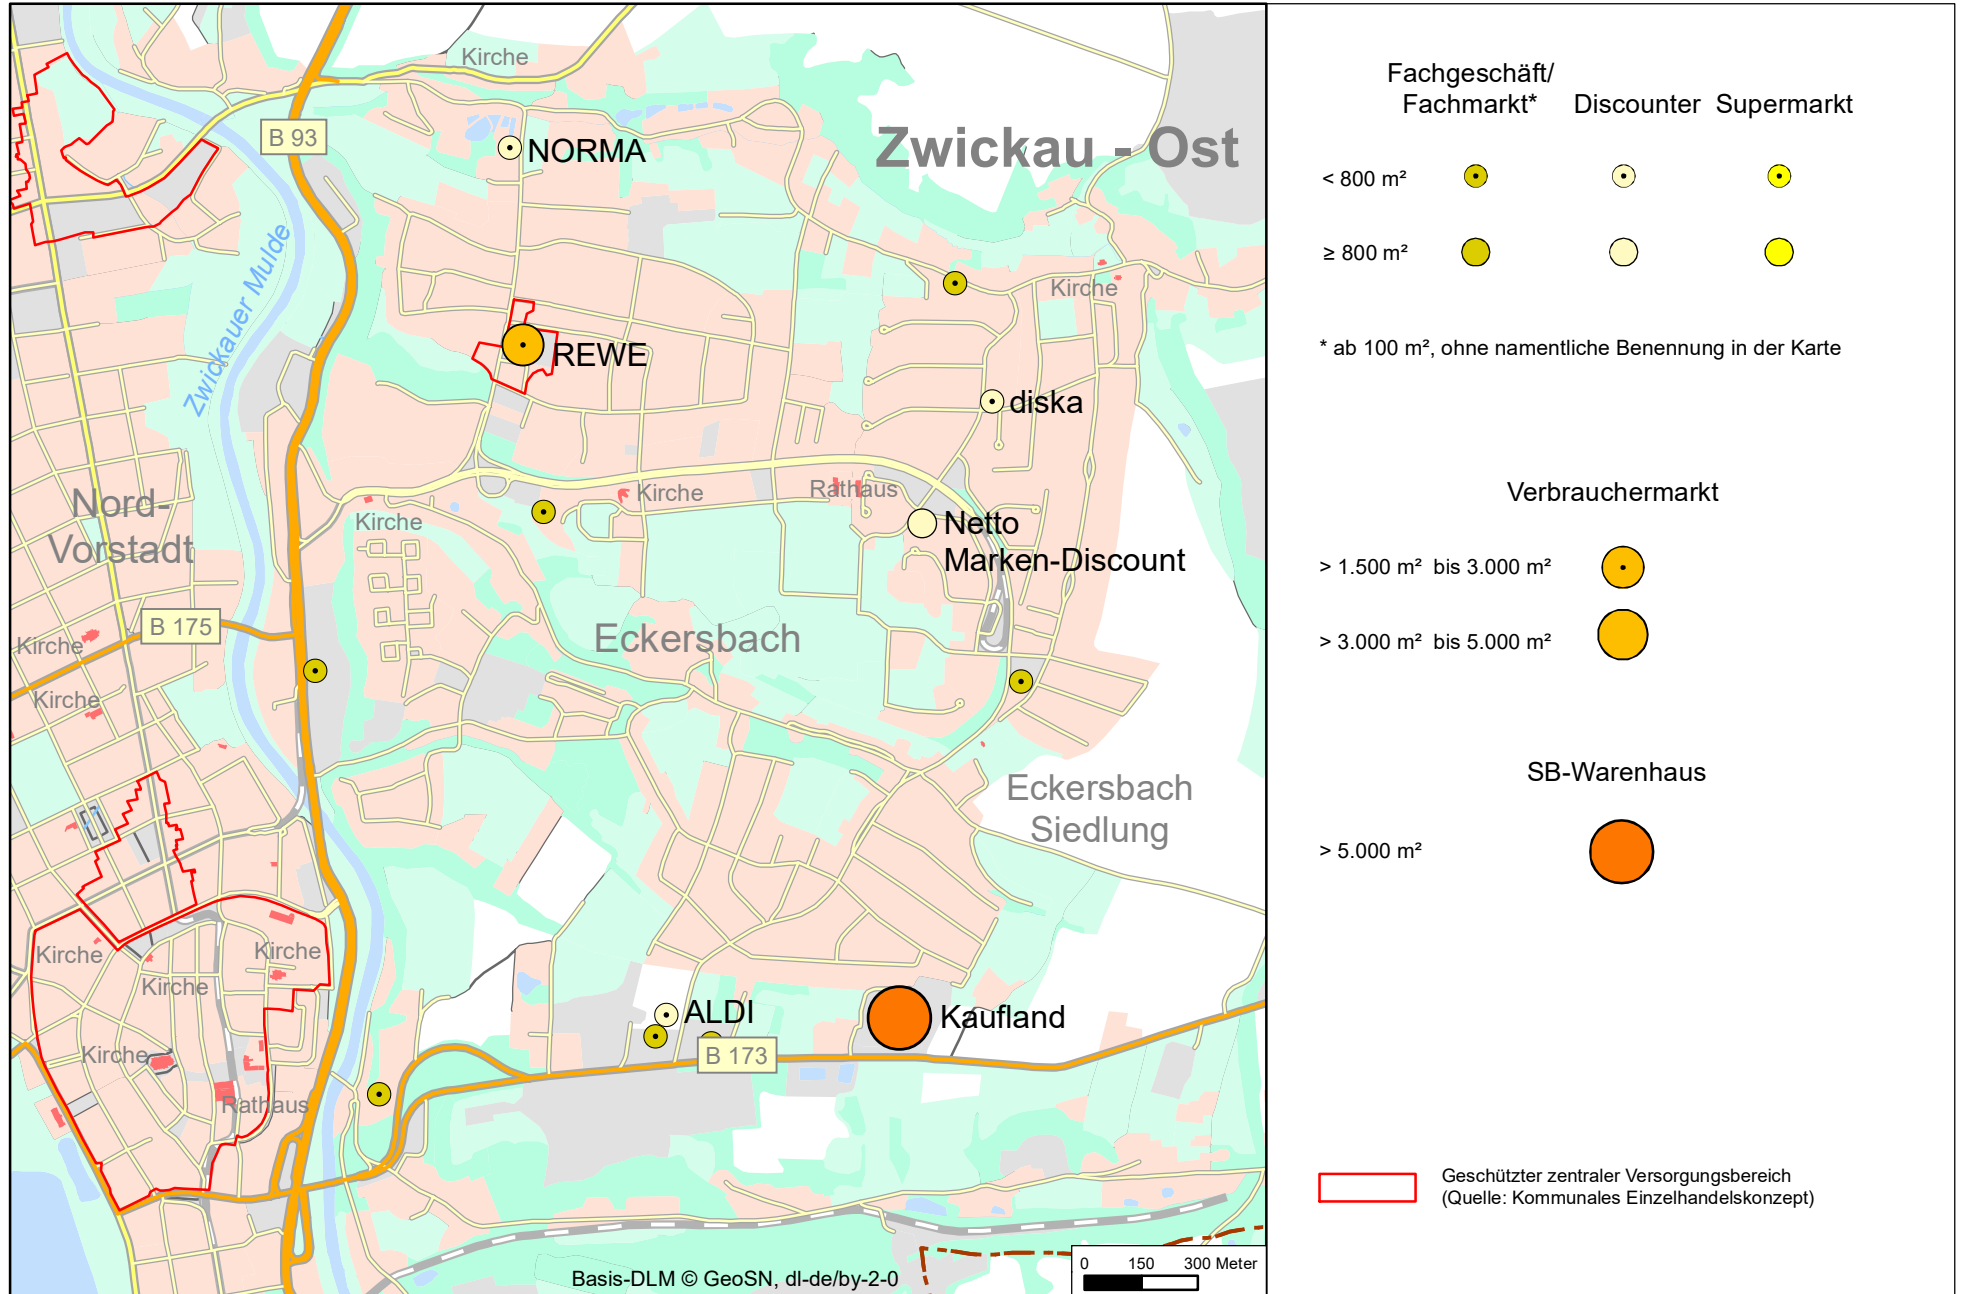 Kirche
B 93
NORMA
Zwickau - Ost
Zwickauer Mulde
Kirche
REWE
diska
Nord-
Vorstadt
Kirche
Rathaus
Kirche
Netto
Marken-Discount
B 175
Kirche
Eckersbach
Kirche
Eckersbach
Siedlung
Kirche
Kirche
Kirche
ALDI
Kaufland
Kirche
B 173
Rathaus
Basis-DLM © GeoSN, dl-de/by-2-0
0 150 300 Meter
Fachgeschäft/
Fachmarkt* Discounter Supermarkt
< 800 m²
≥ 800 m²
* ab 100 m², ohne namentliche Benennung in der Karte
Verbrauchermarkt
> 1.500 m² bis 3.000 m²
> 3.000 m² bis 5.000 m²
SB-Warenhaus
> 5.000 m²
Geschützter zentraler Versorgungsbereich
(Quelle: Kommunales Einzelhandelskonzept)